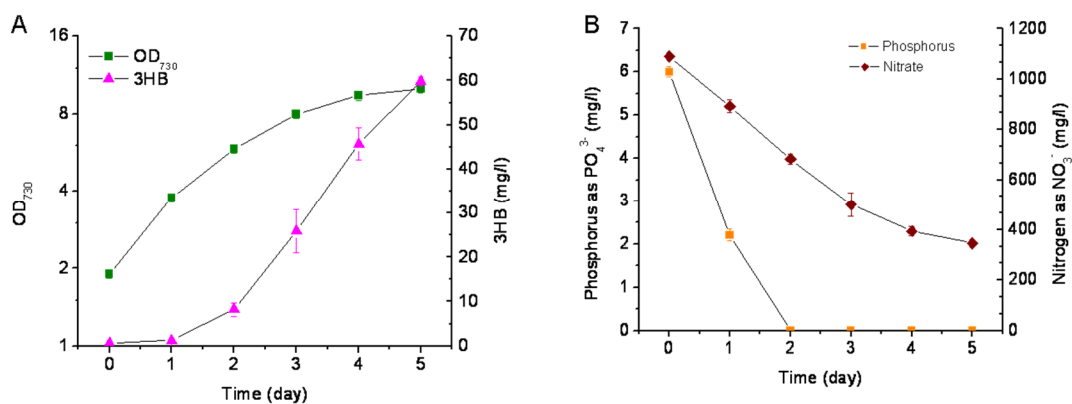 A
OD730
3HB
16
8
4
2
1
OD730
70
60
50
40
30
20
10
0
3HB (mg/l)
0 1 2 3 4 5
Time (day)
B
Phosphorus
Nitrate
7
6
5
4
3
2
1
0
Phosphorus as PO4 3- (mg/l)
1200
1000
800
600
400
200
0
Nitrogen as NO3- (mg/l)
0 1 2 3 4 5
Time (day)